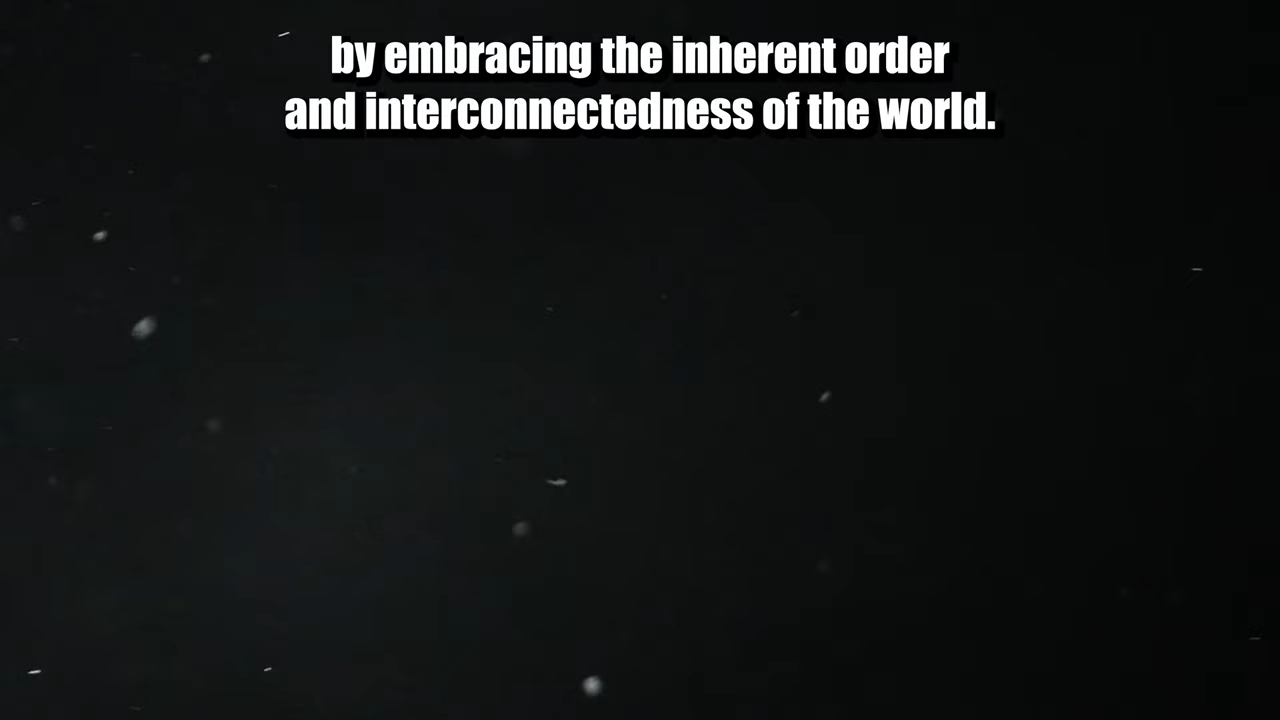 by embracing the inherent order
and interconnectedness of the world.